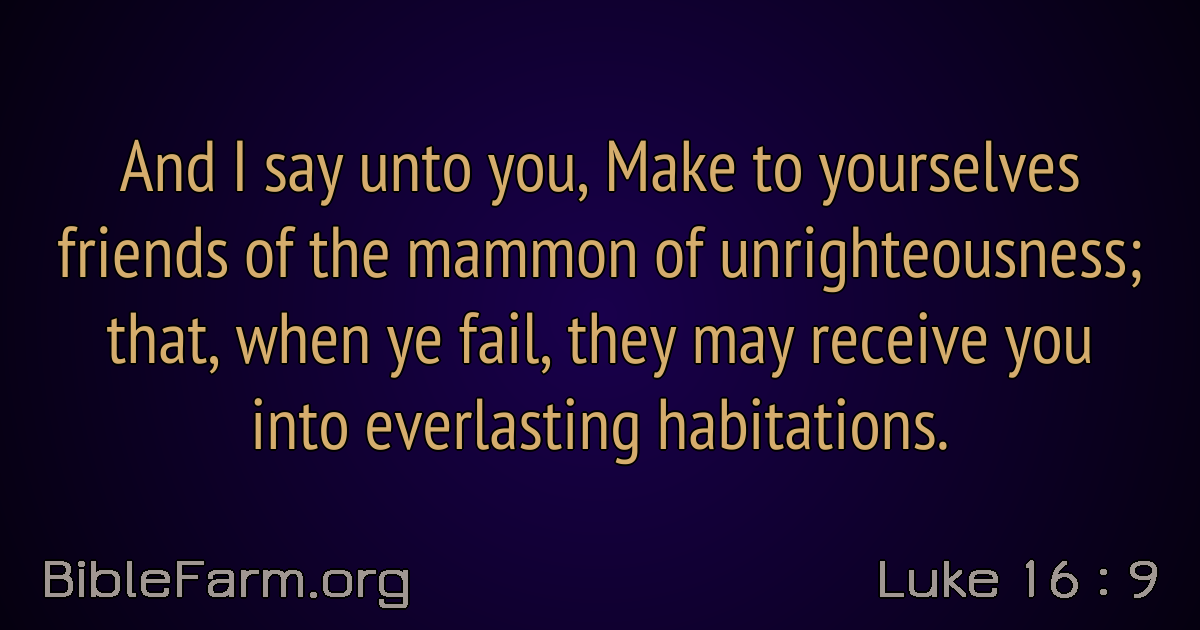 And I say unto you, Make to yourselves
friends of the mammon of unrighteousness;
that, when ye fail, they may receive you
into everlasting habitations.
BibleFarm.org
Luke 16 : 9